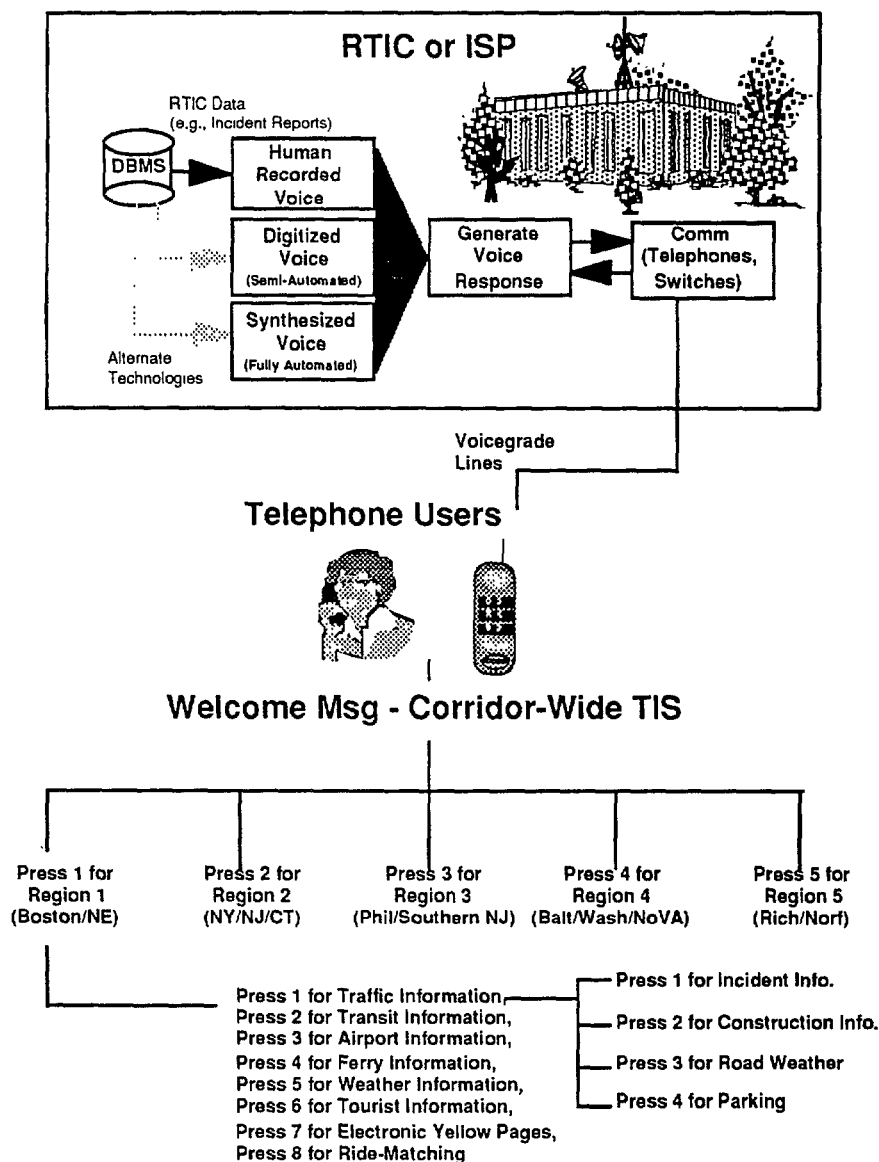 RTIC or ISP
RTIC Data
(e.g., Incident Reports)
DBMS
Human
Recorded
Voice
Digitized
Voice
(Semi-Automated)
Synthesized
Voice
(Fully Automated)
Alternate
Technologies
Generate
Voice
Response
Comm
(Telephones,
Switches)
Voicegrade
Lines
Telephone Users
Welcome Msg - Corridor-Wide TIS
Press 1 for
Region 1
(Boston/NE)
Press 2 for
Region 2
(NY/NJ/CT)
Press 3 for
Region 3
(Phil/Southern NJ)
Press 4 for
Region 4
(Balt/Wash/NoVA)
Press 5 for
Region 5
(Rich/Norf)
Press 1 for Traffic Information,
Press 2 for Transit Information,
Press 3 for Airport Information,
Press 4 for Ferry Information,
Press 5 for Weather Information,
Press 6 for Tourist Information,
Press 7 for Electronic Yellow Pages,
Press 8 for Ride-Matching
Press 1 for Incident Info.
Press 2 for Construction Info.
Press 3 for Road Weather
Press 4 for Parking